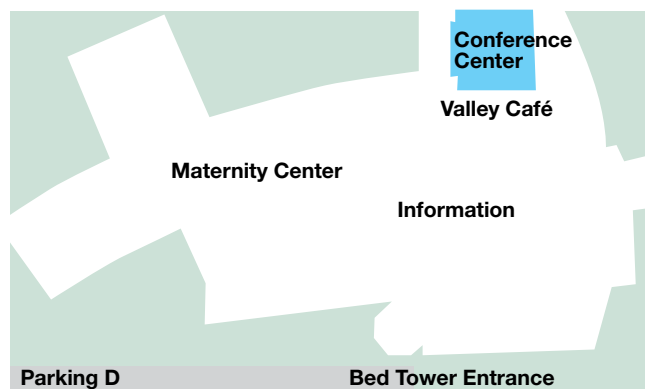 Conference
Center
Valley Café
Maternity Center
Information
Parking D
Bed Tower Entrance